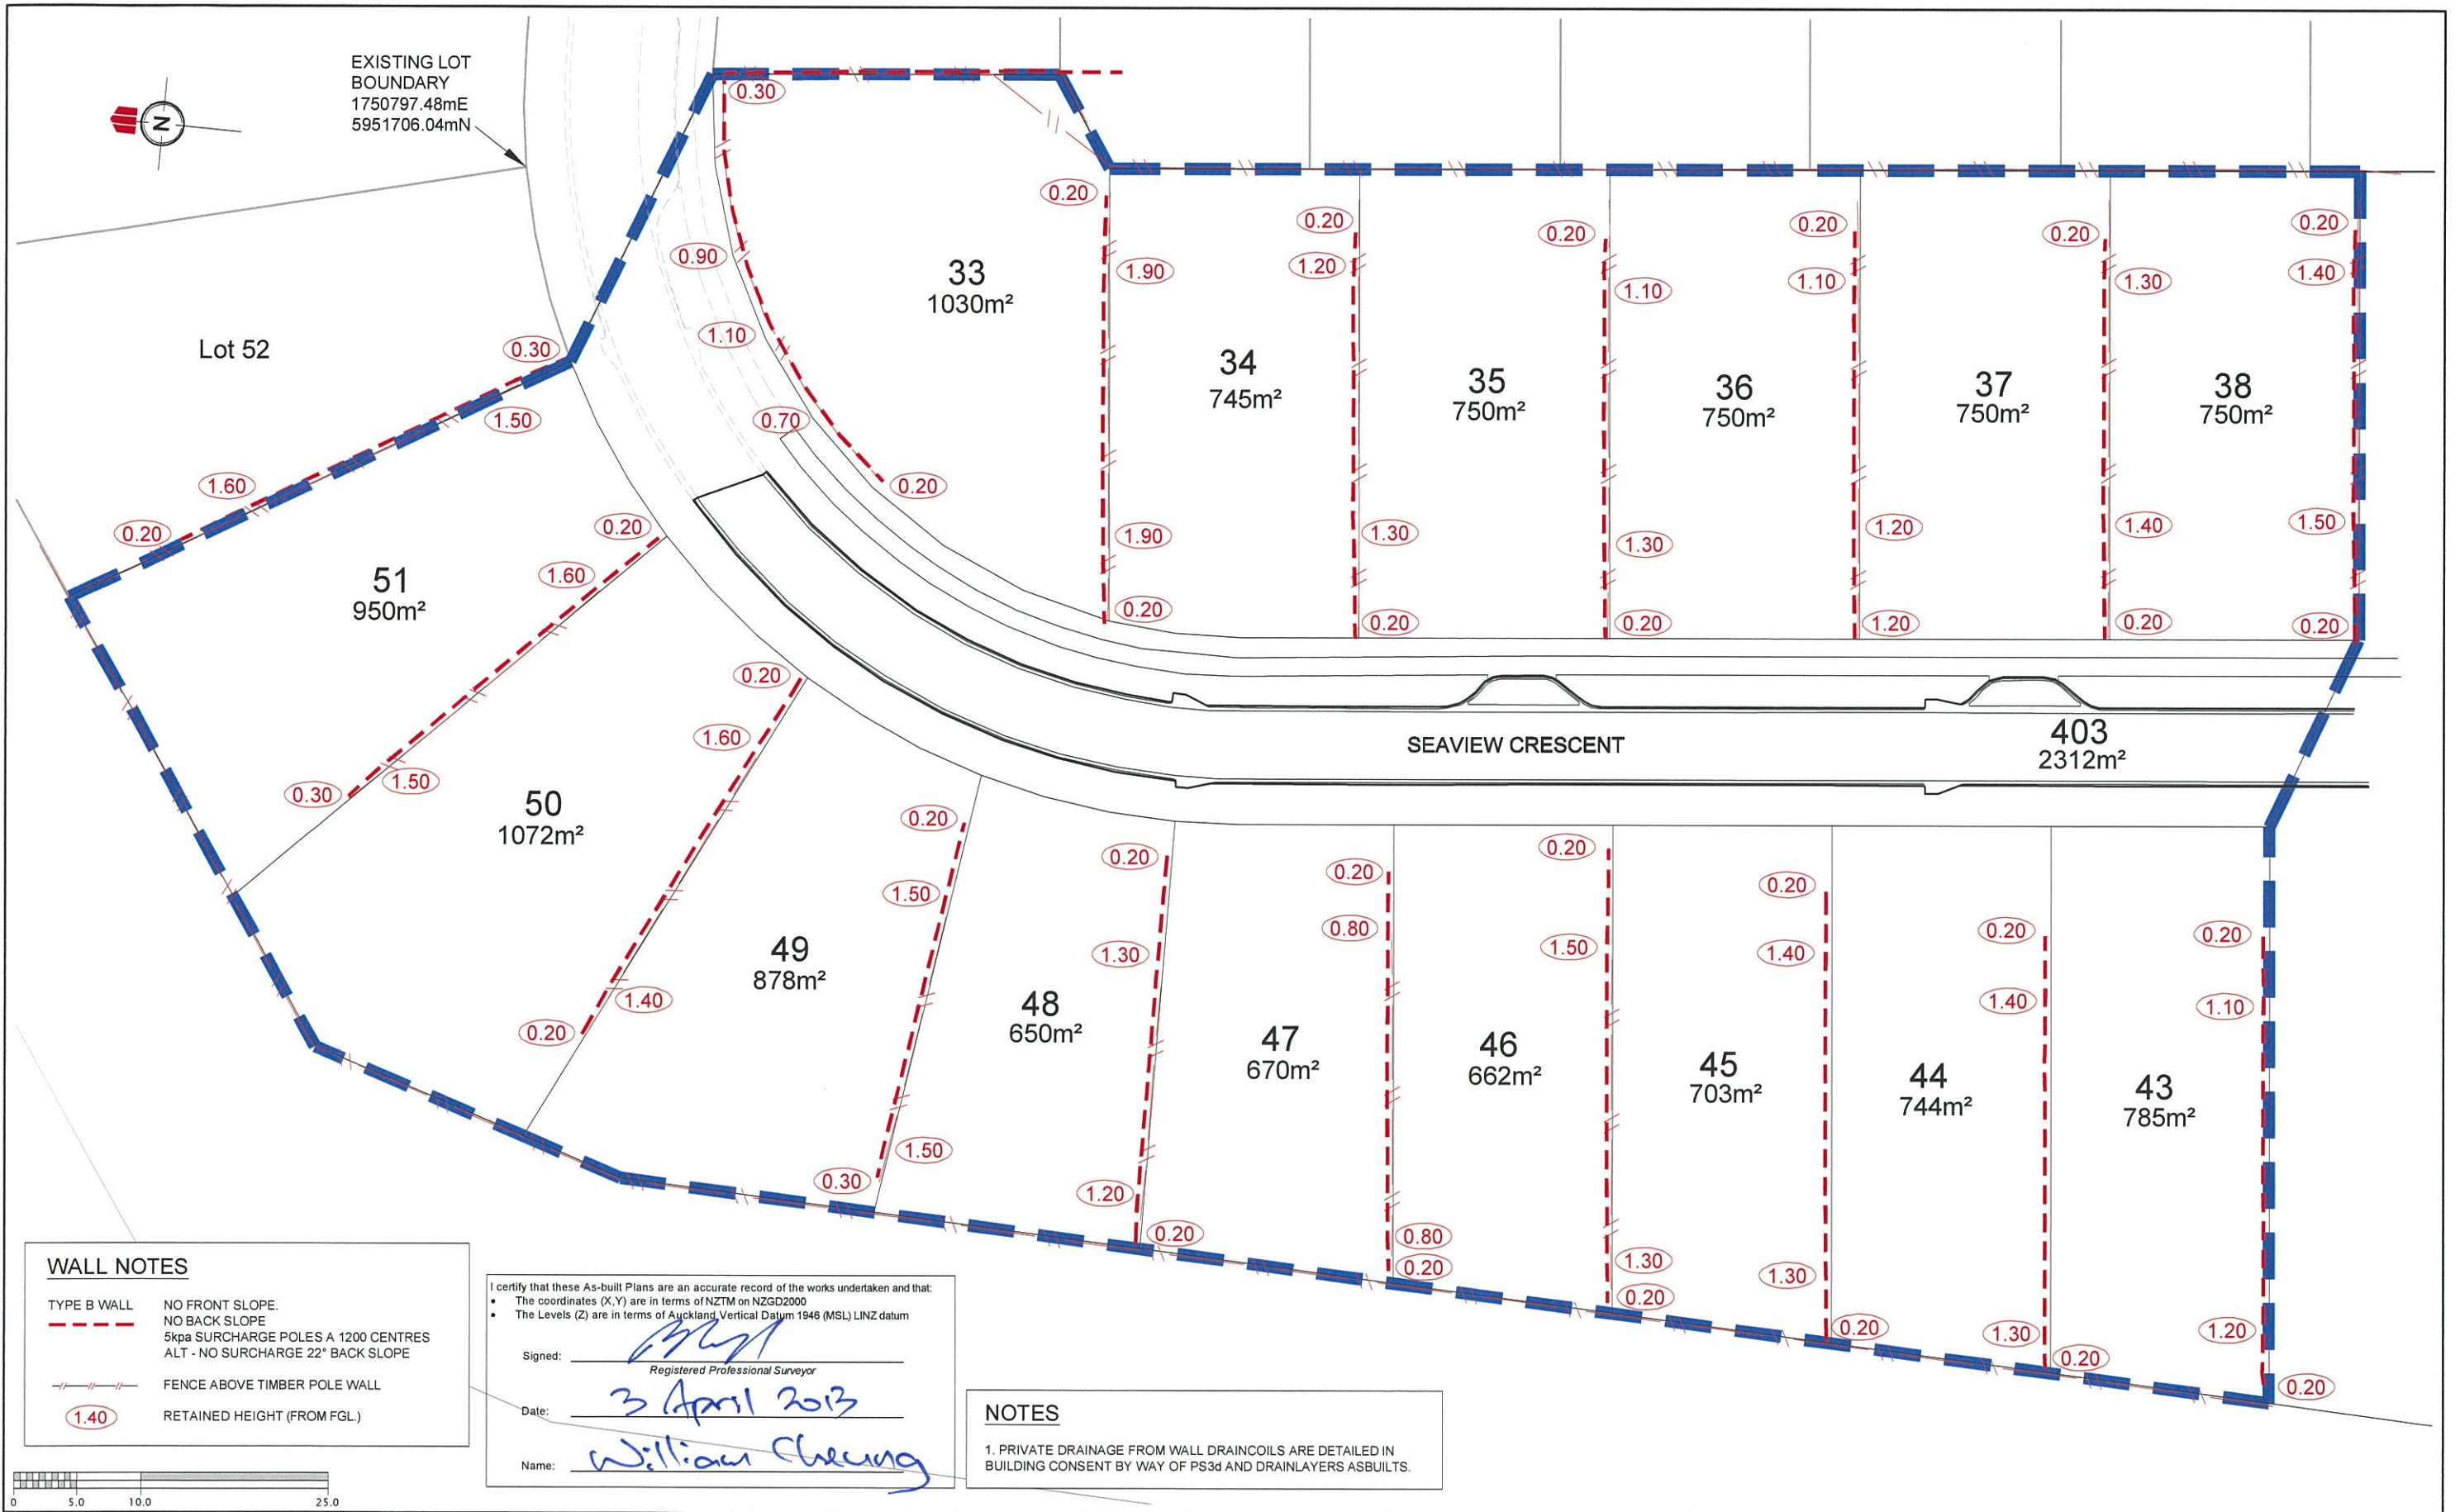 EXISTING LOT
BOUNDARY
1750797.48mE
5951706.04mN
N
0.30
0.20
0.20
0.20
0.20
0.20
0.20
0.90
1.90
1.20
1.10
1.10
1.30
1.40
33
1030m²
1.10
Lot 52
0.30
34
745m²
35
750m²
36
750m²
37
750m²
38
750m²
1.50
0.70
1.60
0.20
0.20
0.20
1.90
1.30
1.30
1.20
1.40
1.50
51
950m²
1.60
0.20
0.20
0.20
1.20
0.20
0.20
0.20
1.60
SEAVIEW CRESCENT
403
2312m²
0.30
1.50
50
1072m²
0.20
0.20
0.20
0.20
0.20
0.20
0.20
1.50
1.30
0.80
1.50
1.40
1.40
1.10
49
878m²
48
650m²
47
670m²
46
662m²
45
703m²
44
744m²
43
785m²
0.20
1.40
1.50
0.30
1.20
0.20
0.80
0.20
1.30
0.20
1.30
0.20
1.30
0.20
1.20
0.20
WALL NOTES
TYPE B WALL NO FRONT SLOPE.
NO BACK SLOPE
5kpa SURCHARGE POLES A 1200 CENTRES
ALT - NO SURCHARGE 22° BACK SLOPE
FENCE ABOVE TIMBER POLE WALL
1.40 RETAINED HEIGHT (FROM FGL.)
0 5.0 10.0 25.0
I certify that these As-built Plans are an accurate record of the works undertaken and that:
• The coordinates (X,Y) are in terms of NZTM on NZGD2000
• The Levels (Z) are in terms of Auckland Vertical Datum 1946 (MSL) LINZ datum
Signed:
Registered Professional Surveyor
Date: 3 April 2013
Name: William Cheung
NOTES
1. PRIVATE DRAINAGE FROM WALL DRAINCOILS ARE DETAILED IN
BUILDING CONSENT BY WAY OF PS3d AND DRAINLAYERS ASBUILTS.